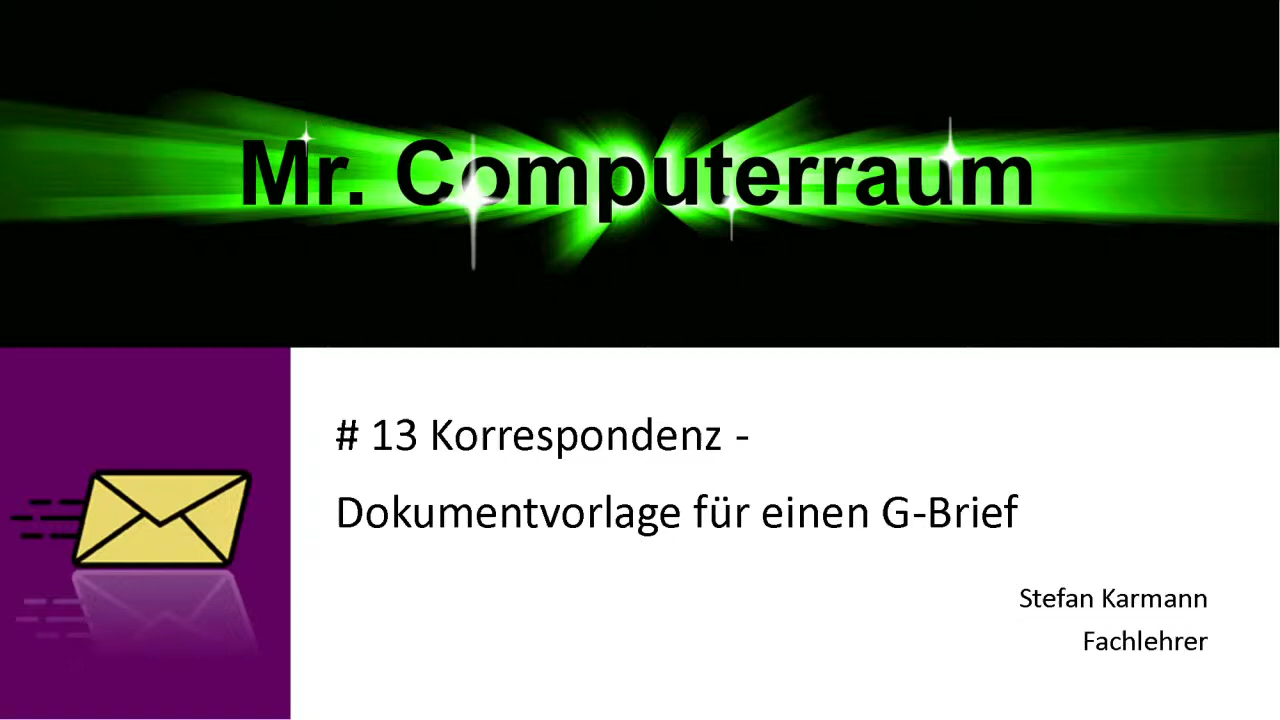 Mr. Computerraum
# 13 Korrespondenz -
Dokumentvorlage für einen G-Brief
Stefan Karmann
Fachlehrer